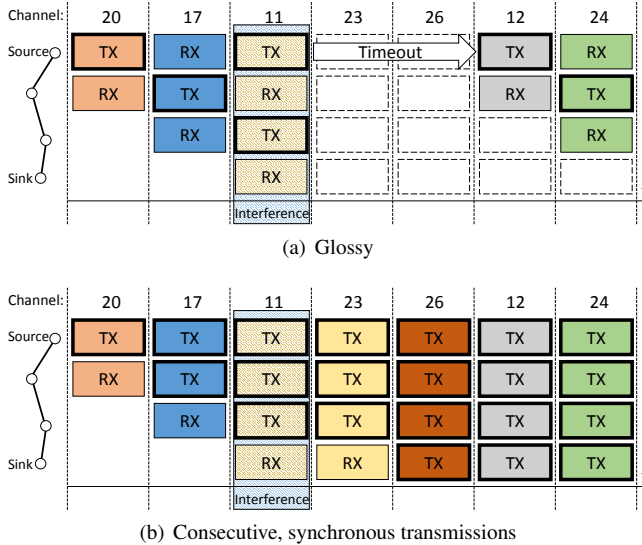 Channel: 20 17 11 23 26 12 24
Source TX RX TX Timeout TX RX
RX TX RX RX TX
RX TX RX
Sink RX
Interference
(a) Glossy
Channel: 20 17 11 23 26 12 24
Source TX TX TX TX TX TX TX
RX TX TX TX TX TX TX
RX TX TX TX TX TX
Sink RX RX TX TX TX
Interference
(b) Consecutive, synchronous transmissions